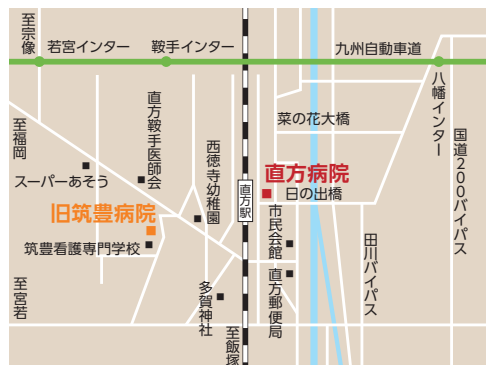 至宗像
若宮インター
鞍手インター
九州自動車道
八幡インター
国道200バイパス
菜の花大橋
至福岡
直方鞍手医師会
スーパーあそう
西徳寺幼稚園
直方駅
直方病院
日の出橋
旧筑豊病院
筑豊看護専門学校
市民会館
直方郵便局
田川バイパス
至宮若
多賀神社
至飯塚